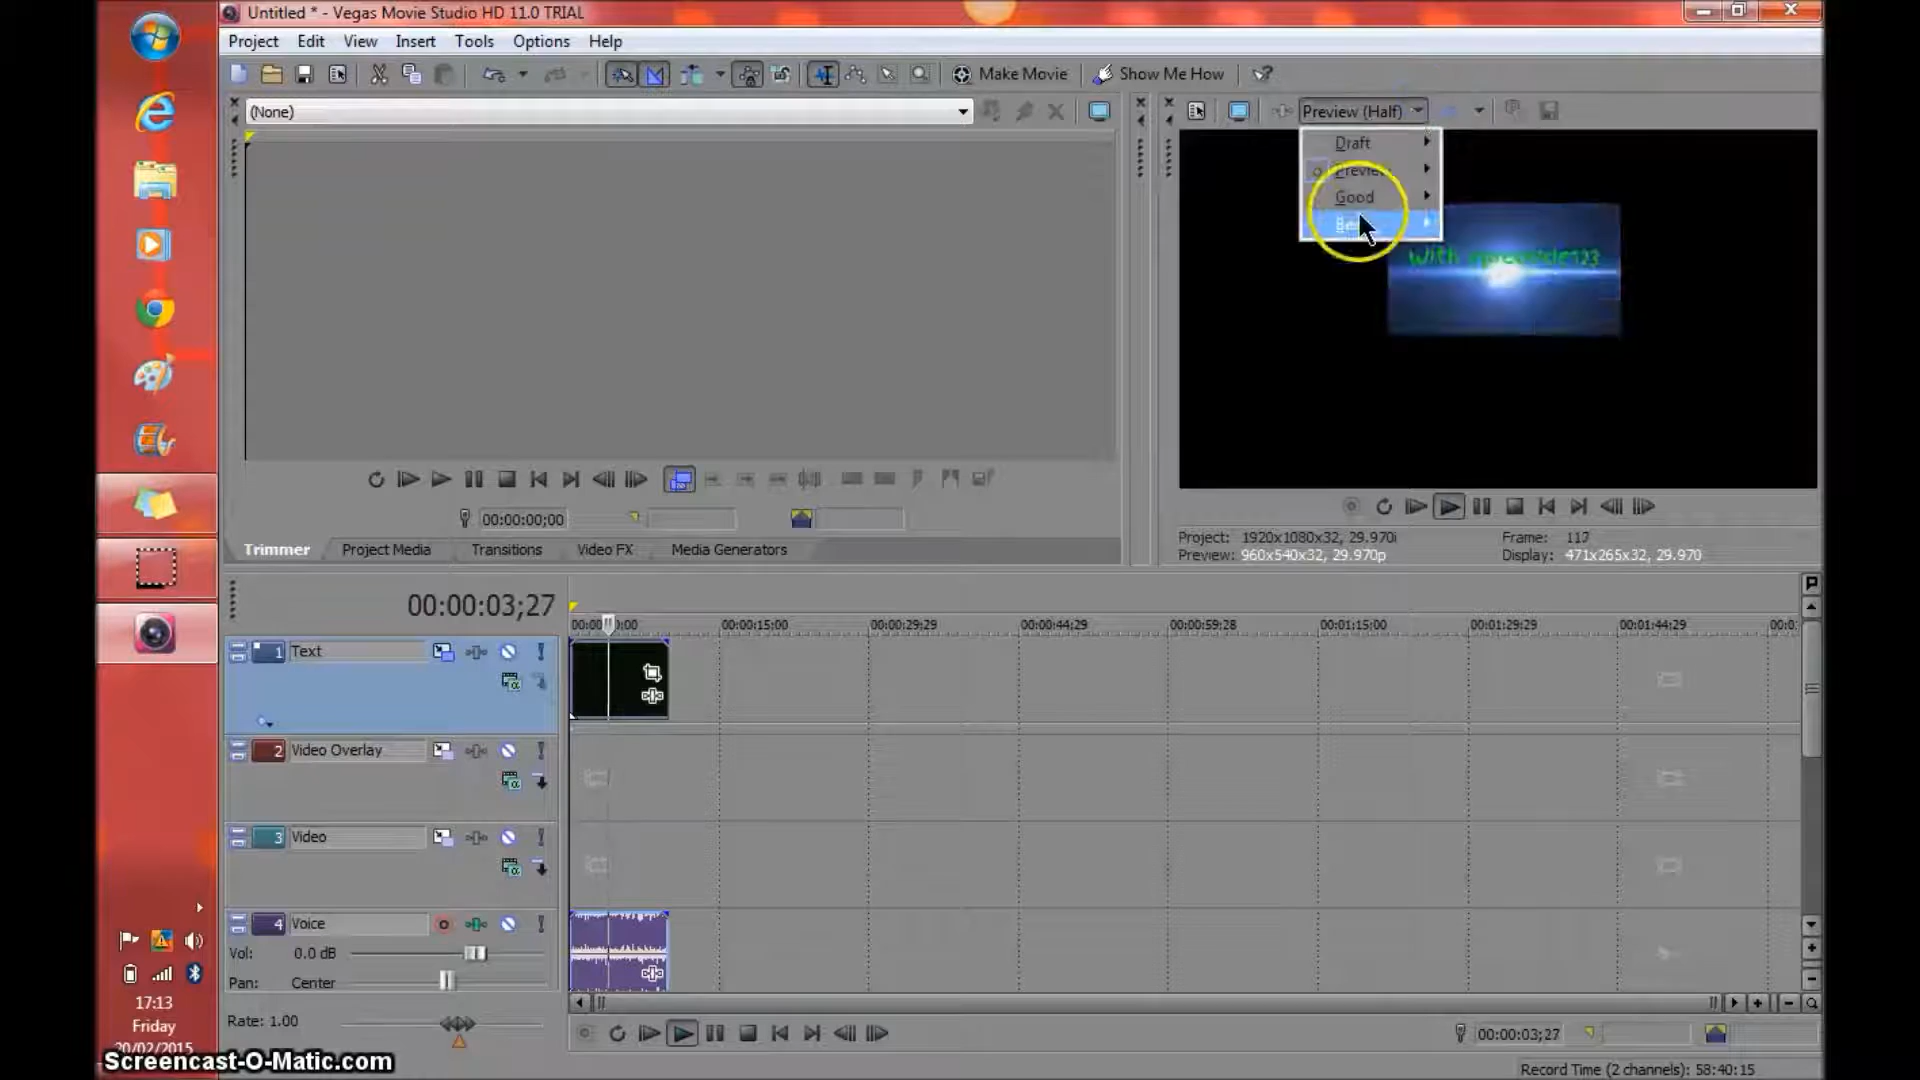 Untitled * - Vegas Movie Studio HD 11.0 TRIAL
Project Edit View Insert Tools Options Help
Make Movie Show Me How
(None)
Preview (Half)
Draft
Preview
Good
With
00:00:00;00
Trimmer Project Media Transitions Video FX Media Generators
Project: 1920x1080x32, 29.970i Frame: 117
Preview: 960x540x32, 29.970p Display: 471x265x32, 29.970
00:00:03;27
00:00:15;00 00:00:29;29 00:00:44;29 00:00:59;28 00:01:15;00 00:01:29;29 00:01:44;29
1 Text
2 Video Overlay
3 Video
4 Voice
Vol: 0.0 dB
Pan: Center
Rate: 1.00
00:00:03;27
Record Time (2 channels): 58:40:15
17:13
Friday
20/02/2015
Screencast-O-Matic.com